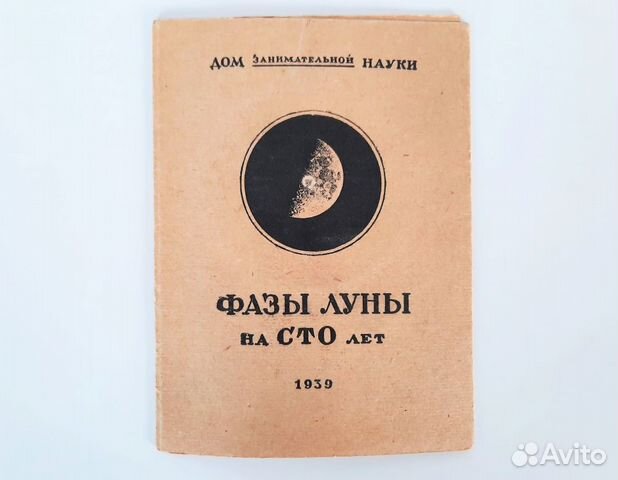 ДОМ ЗАНИМАТЕЛЬНОЙ НАУКИ
ФАЗЫ ЛУНЫ
НА СТО ЛЕТ
1939
Avito